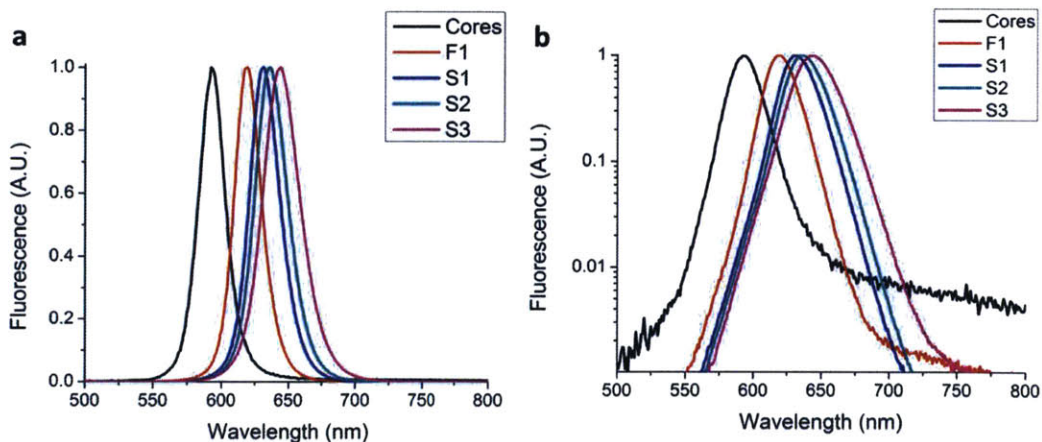 a
Cores
F1
S1
S2
S3
1.0
0.8
0.6
0.4
0.2
0.0
Fluorescence (A.U.)
500 550 600 650 700 750 800
Wavelength (nm)
b
Cores
F1
S1
S2
S3
1
0.1
0.01
Fluorescence (A.U.)
500 550 600 650 700 750 800
Wavelength (nm)